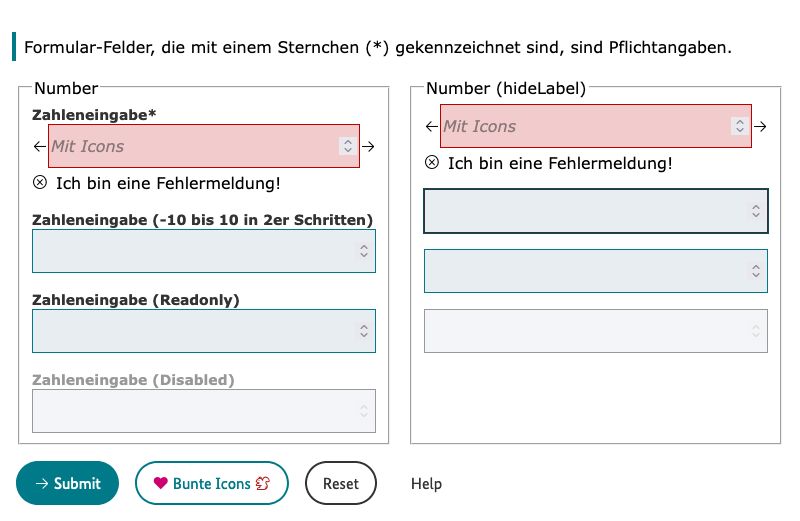 Formular-Felder, die mit einem Sternchen (*) gekennzeichnet sind, sind Pflichtangaben.
Number
Zahleneingabe*
Mit Icons
Ich bin eine Fehlermeldung!
Zahleneingabe (-10 bis 10 in 2er Schritten)
Zahleneingabe (Readonly)
Zahleneingabe (Disabled)
Number (hideLabel)
Mit Icons
Ich bin eine Fehlermeldung!
Submit
Bunte Icons
Reset
Help